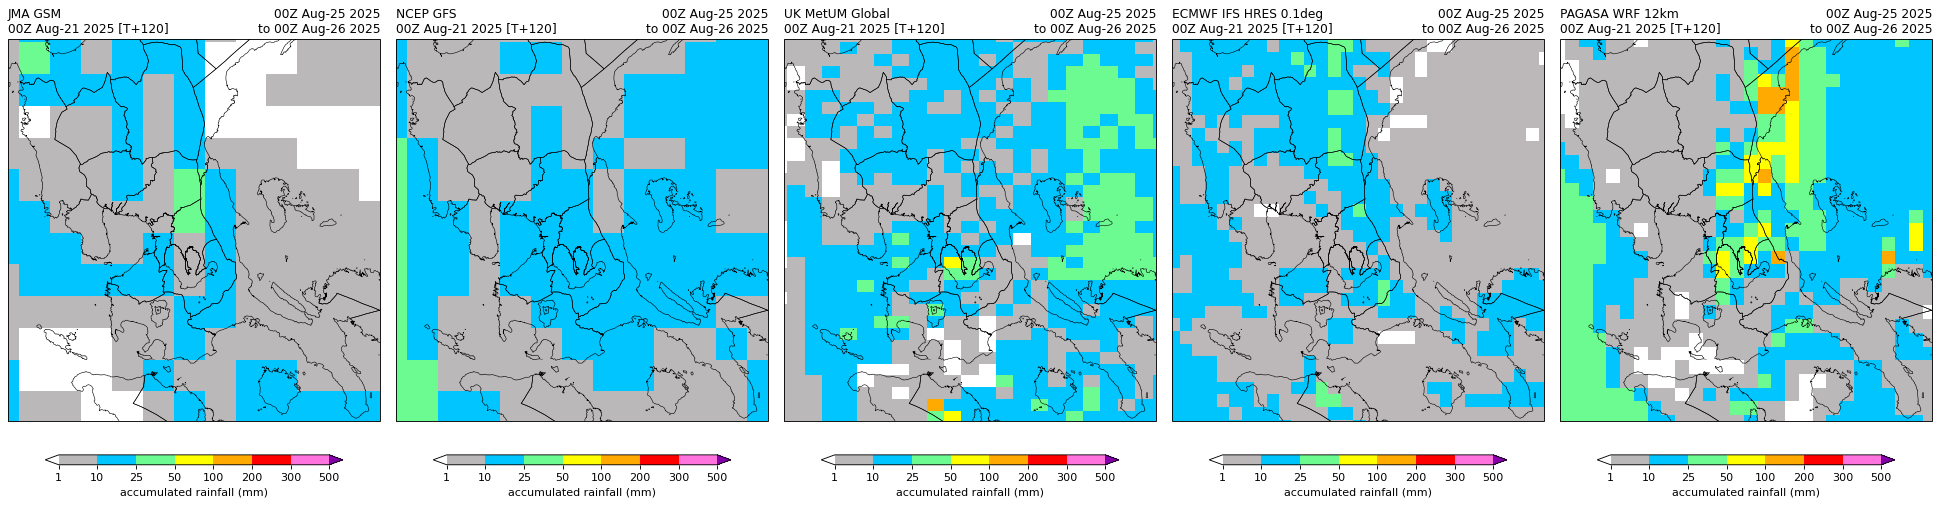 JMA GSM 00Z Aug-25 2025
00Z Aug-21 2025 [T+120] to 00Z Aug-26 2025
NCEP GFS 00Z Aug-25 2025
00Z Aug-21 2025 [T+120] to 00Z Aug-26 2025
UK MetUM Global 00Z Aug-25 2025
00Z Aug-21 2025 [T+120] to 00Z Aug-26 2025
ECMWF IFS HRES 0.1deg 00Z Aug-25 2025
00Z Aug-21 2025 [T+120] to 00Z Aug-26 2025
PAGASA WRF 12km 00Z Aug-25 2025
00Z Aug-21 2025 [T+120] to 00Z Aug-26 2025
1 10 25 50 100 200 300 500
accumulated rainfall (mm)
1 10 25 50 100 200 300 500
accumulated rainfall (mm)
1 10 25 50 100 200 300 500
accumulated rainfall (mm)
1 10 25 50 100 200 300 500
accumulated rainfall (mm)
1 10 25 50 100 200 300 500
accumulated rainfall (mm)